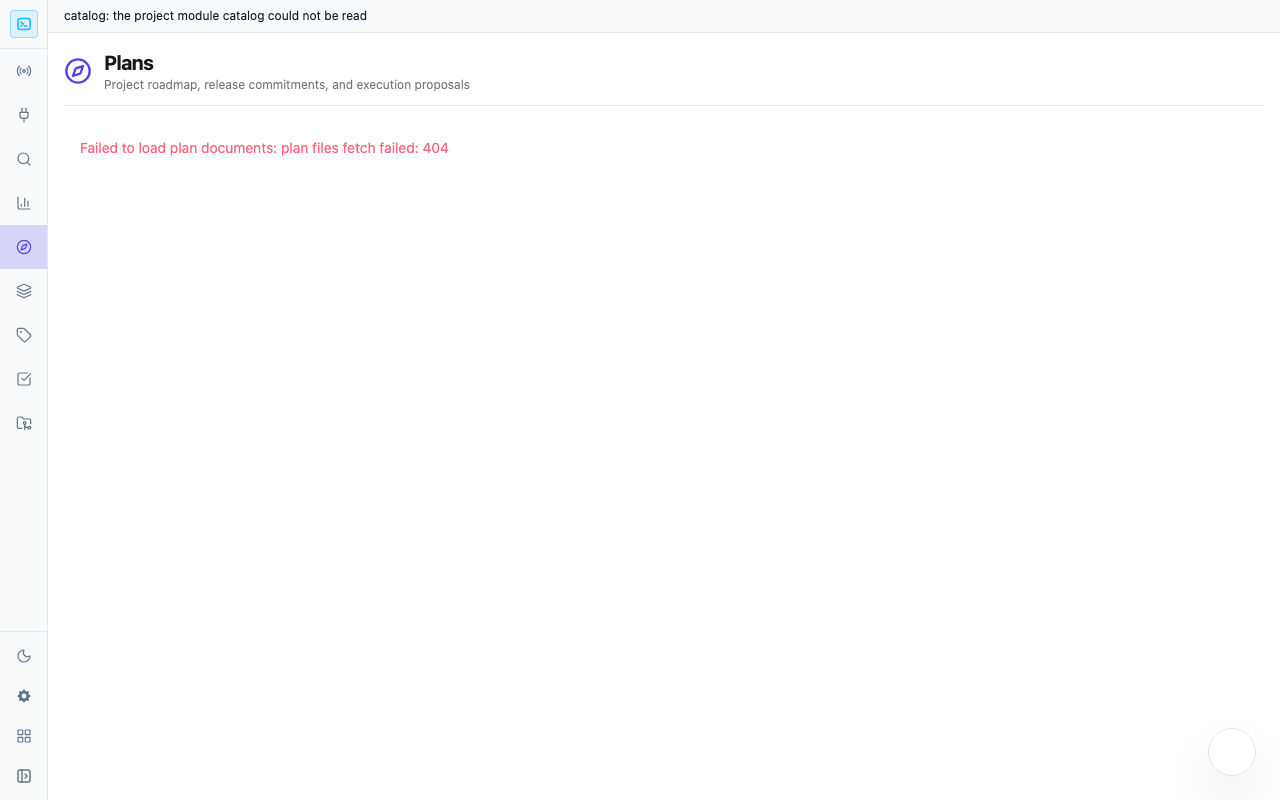 catalog: the project module catalog could not be read
Plans
Project roadmap, release commitments, and execution proposals
Failed to load plan documents: plan files fetch failed: 404